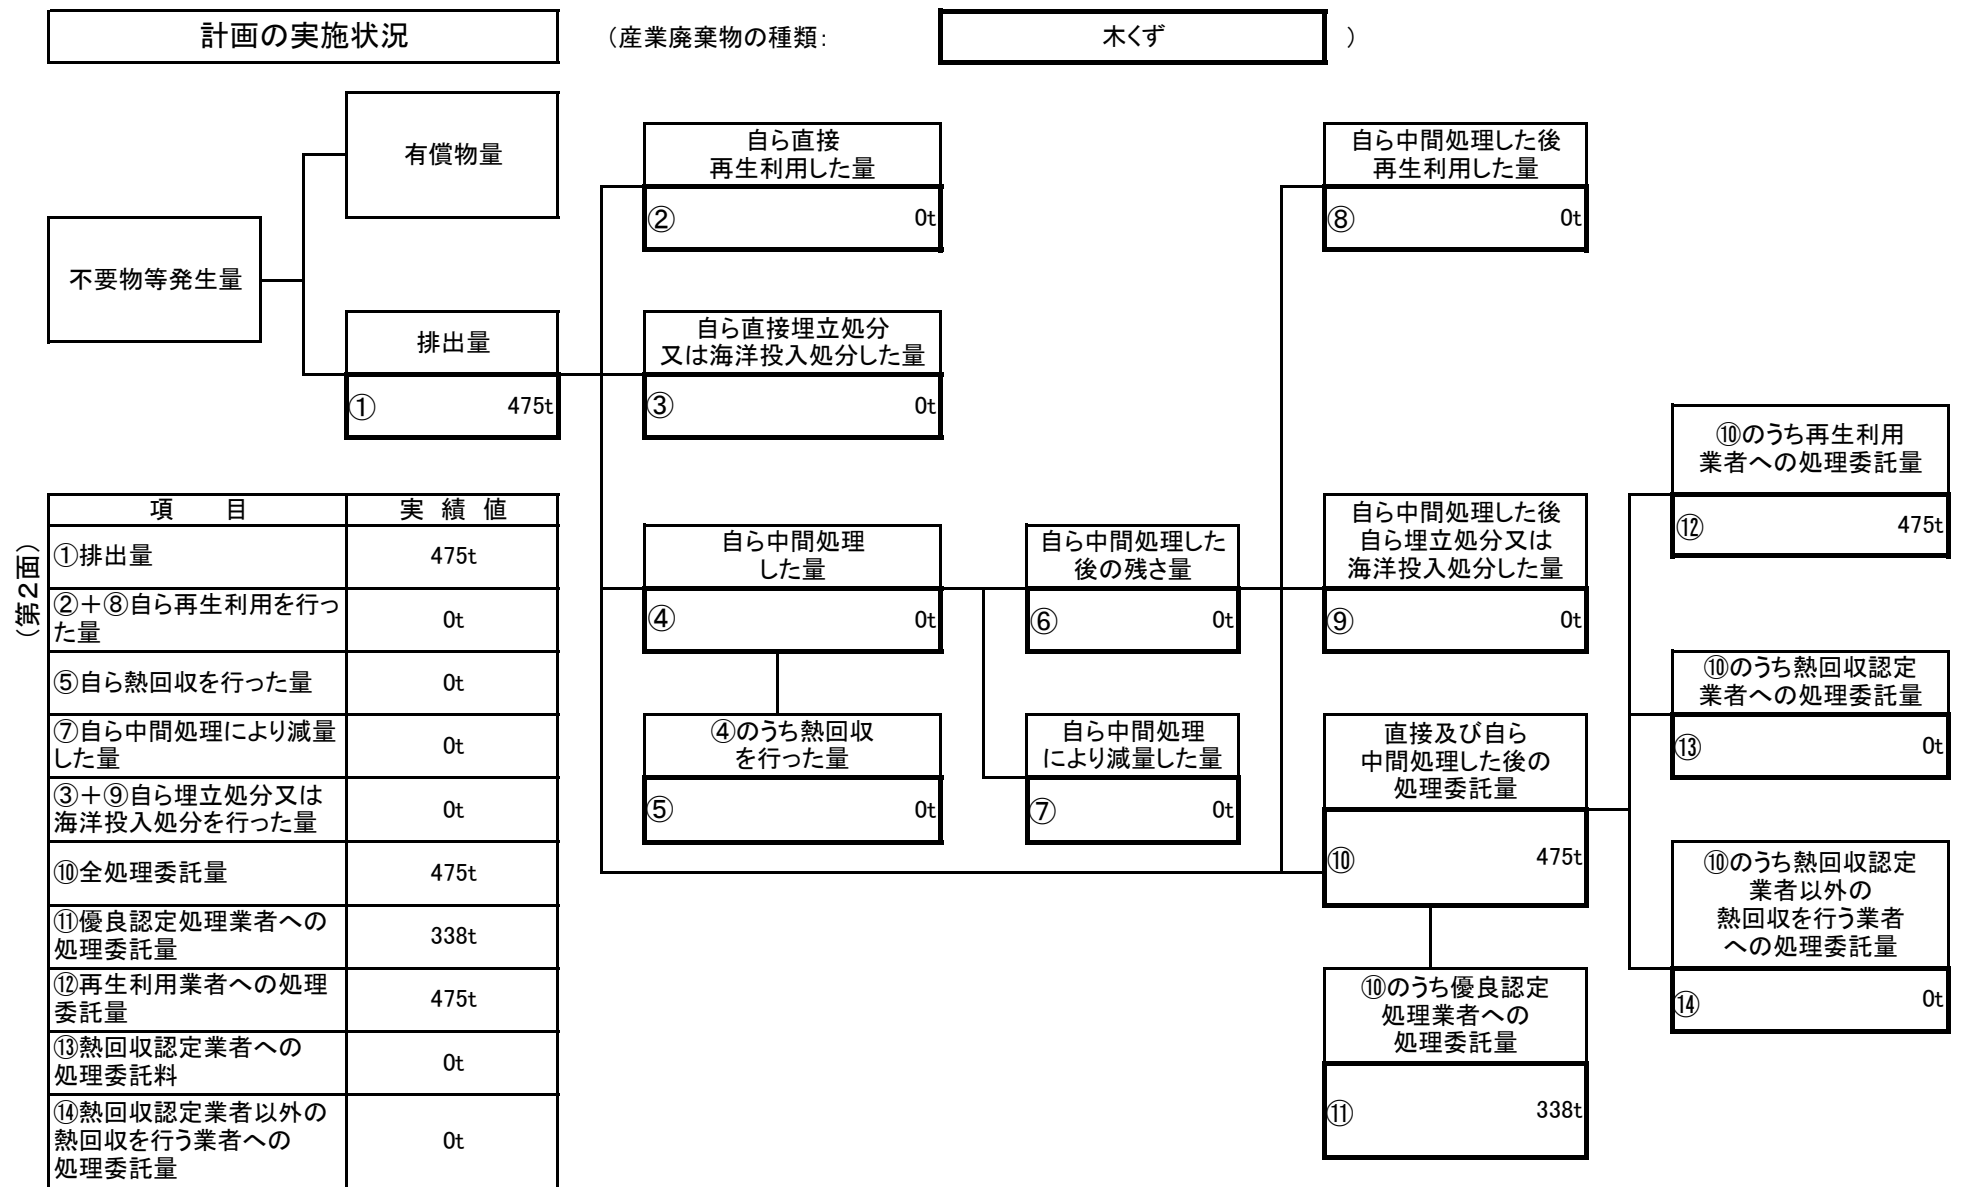 計画の実施状況
（産業廃棄物の種類：
木くず
）
有償物量
不要物等発生量
排出量
① 475t
自ら直接
再生利用した量
② 0t
自ら直接埋立処分
又は海洋投入処分した量
③ 0t
自ら中間処理
した量
④ 0t
④のうち熱回収
を行った量
⑤ 0t
自ら中間処理した
後の残さ量
⑥ 0t
自ら中間処理
により減量した量
⑦ 0t
自ら中間処理した後
再生利用した量
⑧ 0t
自ら中間処理した後
自ら埋立処分又は
海洋投入処分した量
⑨ 0t
直接及び自ら
中間処理した後の
処理委託量
⑩ 475t
⑩のうち優良認定
処理業者への
処理委託量
⑪ 338t
⑩のうち再生利用
業者への処理委託量
⑫ 475t
⑩のうち熱回収認定
業者への処理委託量
⑬ 0t
⑩のうち熱回収認定
業者以外の
熱回収を行う業者
への処理委託量
⑭ 0t
（第２面）
項 目 実 績 値
①排出量 475t
②＋⑧自ら再生利用を行っ
た量 0t
⑤自ら熱回収を行った量 0t
⑦自ら中間処理により減量
した量 0t
③＋⑨自ら埋立処分又は
海洋投入処分を行った量 0t
⑩全処理委託量 475t
⑪優良認定処理業者への
処理委託量 338t
⑫再生利用業者への処理
委託量 475t
⑬熱回収認定業者への
処理委託料 0t
⑭熱回収認定業者以外の
熱回収を行う業者への
処理委託量 0t